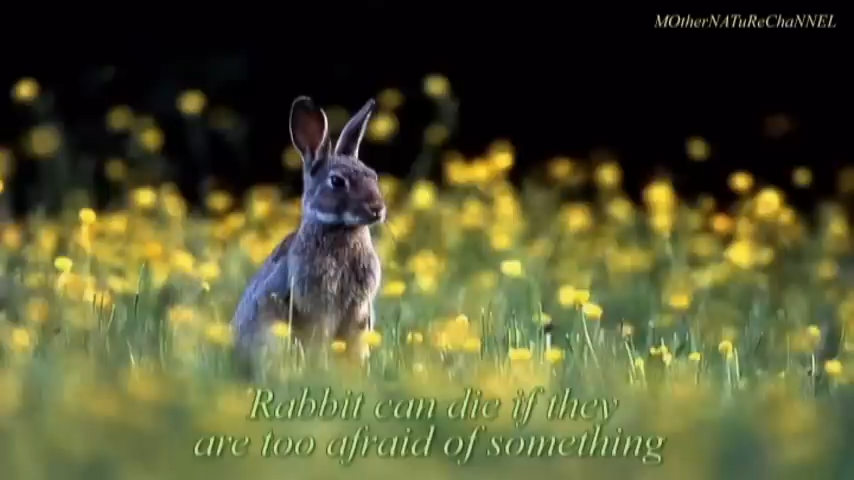 MOtherNATuReChaNNEL
Rabbit can die if they
are too afraid of something